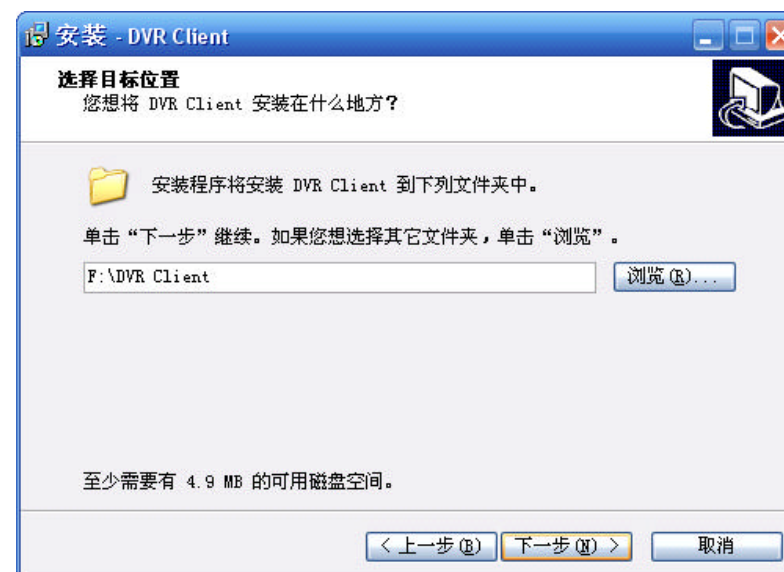 安装 - DVR Client
选择目标位置
您想将 DVR Client 安装在什么地方?
安装程序将安装 DVR Client 到下列文件夹中。
单击“下一步”继续。如果您想选择其它文件夹，单击“浏览”。
F:\DVR Client
浏览(R)...
至少需要有 4.9 MB 的可用磁盘空间。
< 上一步(B) 下一步(N) > 取消